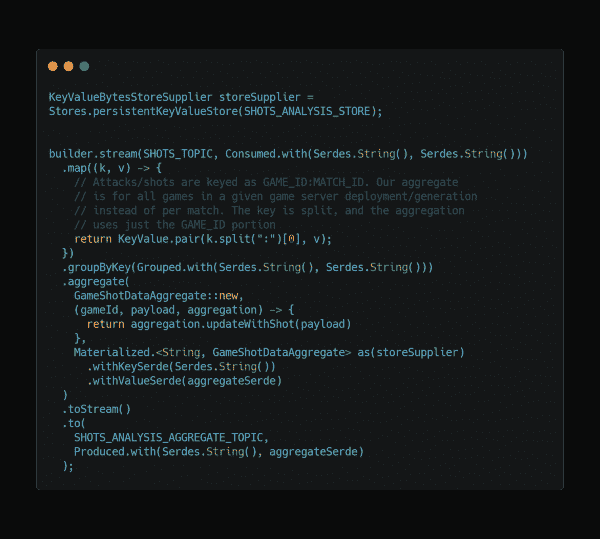 KeyValueBytesStoreSupplier storeSupplier =
Stores.persistentKeyValueStore(SHOTS_ANALYSIS_STORE);
builder.stream(SHOTS_TOPIC, Consumed.with(Serdes.String(), Serdes.String()))
.map((k, v) -> {
// Attacks/shots are keyed as GAME_ID:MATCH_ID. Our aggregate
// is for all games in a given game server deployment/generation
// instead of per match. The key is split, and the aggregation
// uses just the GAME_ID portion
return KeyValue.pair(k.split(":")[0], v);
})
.groupByKey(Grouped.with(Serdes.String(), Serdes.String()))
.aggregate(
GameShotDataAggregate::new,
(gameId, payload, aggregation) -> {
return aggregation.updateWithShot(payload)
},
Materialized.<String, GameShotDataAggregate> as(storeSupplier)
.withKeySerde(Serdes.String())
.withValueSerde(aggregateSerde)
)
.toStream()
.to(
SHOTS_ANALYSIS_AGGREGATE_TOPIC,
Produced.with(Serdes.String(), aggregateSerde)
);